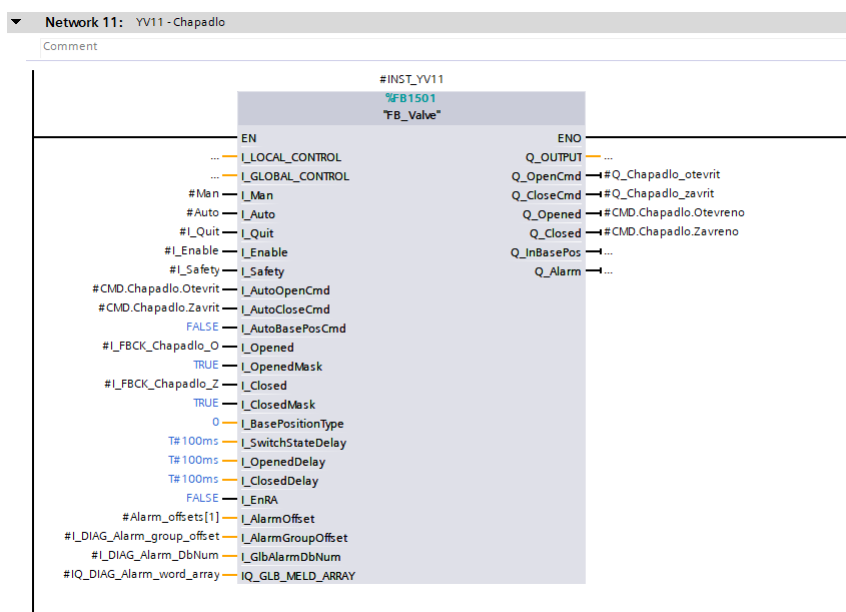 Network 11: YV11 - Chapadlo
Comment
#INST_YV11
%FB1501
"FB_Valve"
EN ENO
... I_LOCAL_CONTROL Q_OUTPUT ...
... I_GLOBAL_CONTROL Q_OpenCmd #Q_Chapadlo_otevrit
#Man I_Man Q_CloseCmd #Q_Chapadlo_zavrit
#Auto I_Auto Q_Opened #CMD.Chapadlo.Otevreno
#I_Quit I_Quit Q_Closed #CMD.Chapadlo.Zavreno
#I_Enable I_Enable Q_InBasePos ...
#I_Safety I_Safety Q_Alarm ...
#CMD.Chapadlo.Otevrit I_AutoOpenCmd
#CMD.Chapadlo.Zavrit I_AutoCloseCmd
FALSE I_AutoBasePosCmd
#I_FBCK_Chapadlo_O I_Opened
TRUE I_OpenedMask
#I_FBCK_Chapadlo_Z I_Closed
TRUE I_ClosedMask
0 I_BasePositionType
T#100ms I_SwitchStateDelay
T#100ms I_OpenedDelay
T#100ms I_ClosedDelay
FALSE I_EnRA
#Alarm_offsets[1] I_AlarmOffset
#I_DIAG_Alarm_group_offset I_AlarmGroupOffset
#I_DIAG_Alarm_DbNum I_GlbAlarmDbNum
#IQ_DIAG_Alarm_word_array IQ_GLB_MELD_ARRAY